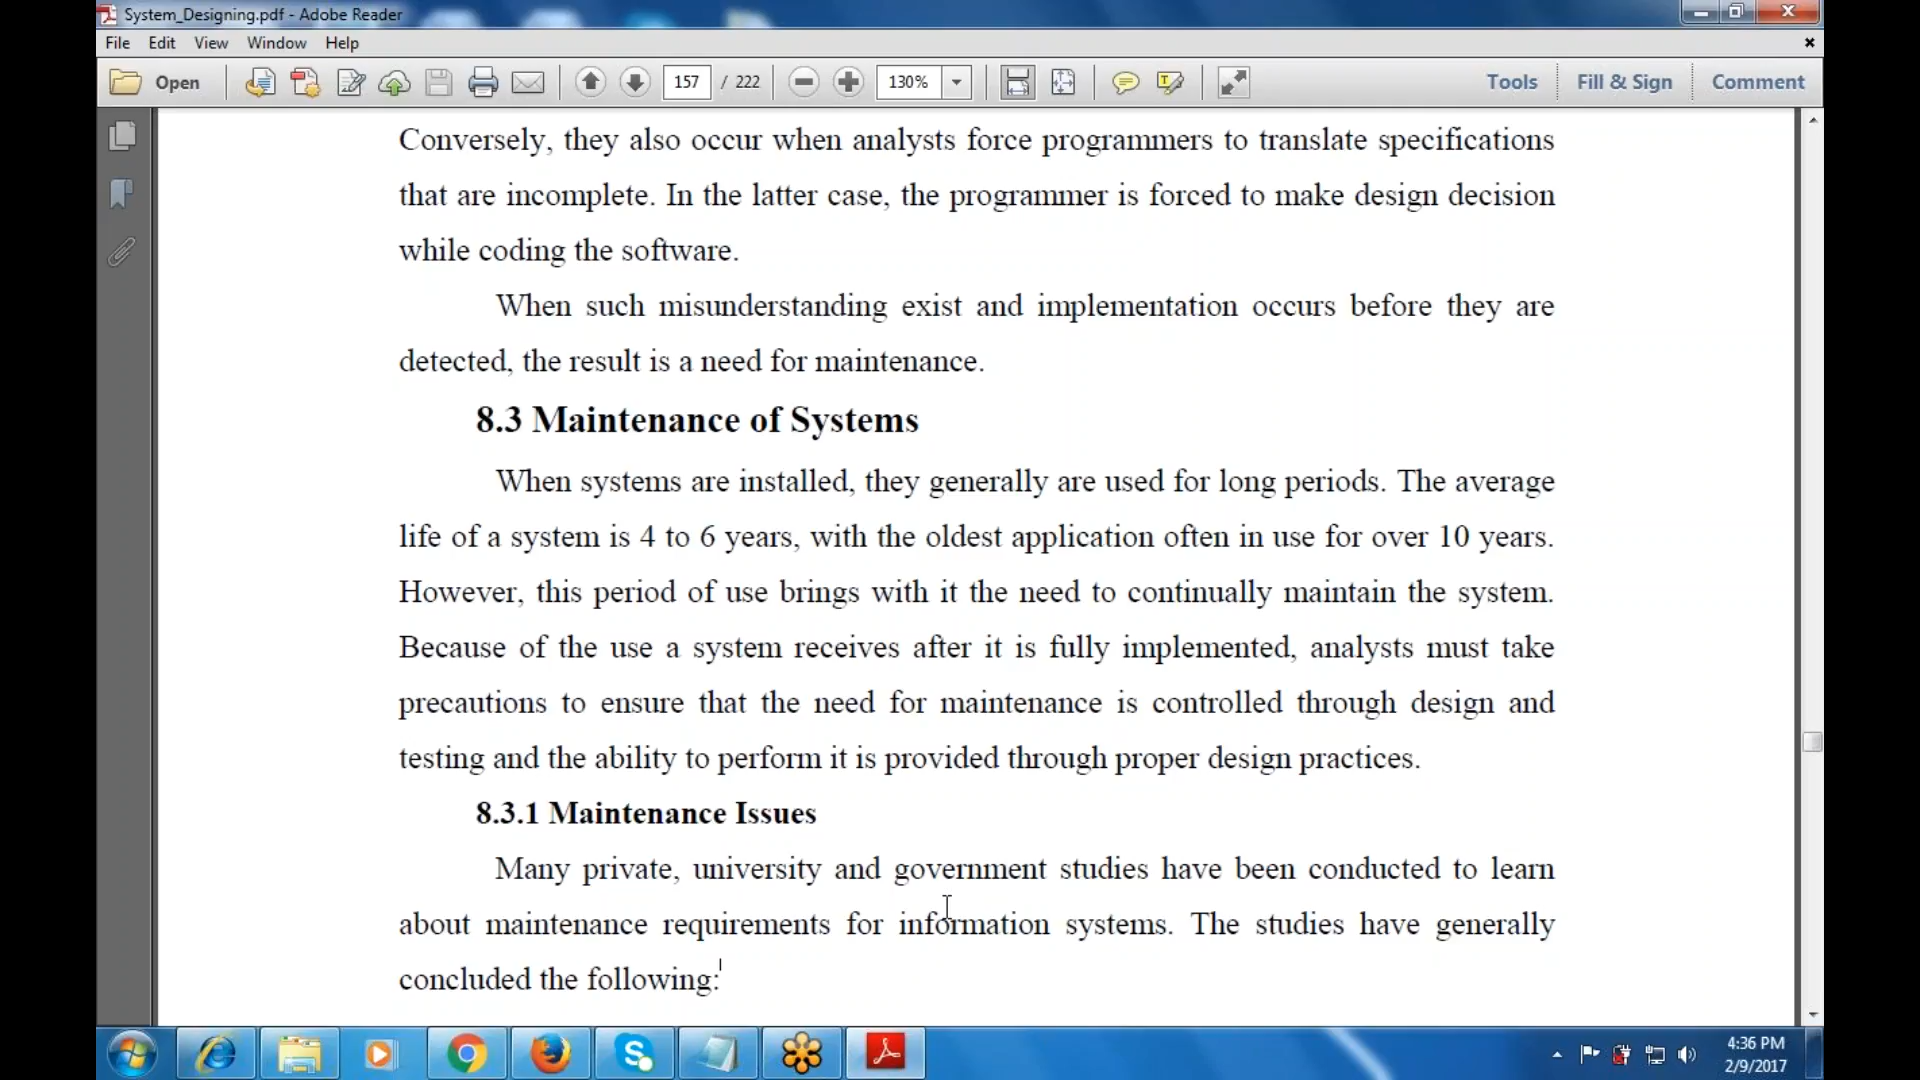 System_Designing.pdf - Adobe Reader
File Edit View Window Help
Open 157 / 222 130% Tools Fill & Sign Comment
Conversely, they also occur when analysts force programmers to translate specifications
that are incomplete. In the latter case, the programmer is forced to make design decision
while coding the software.
When such misunderstanding exist and implementation occurs before they are
detected, the result is a need for maintenance.
8.3 Maintenance of Systems
When systems are installed, they generally are used for long periods. The average
life of a system is 4 to 6 years, with the oldest application often in use for over 10 years.
However, this period of use brings with it the need to continually maintain the system.
Because of the use a system receives after it is fully implemented, analysts must take
precautions to ensure that the need for maintenance is controlled through design and
testing and the ability to perform it is provided through proper design practices.
8.3.1 Maintenance Issues
Many private, university and government studies have been conducted to learn
about maintenance requirements for information systems. The studies have generally
concluded the following:
4:36 PM
2/9/2017